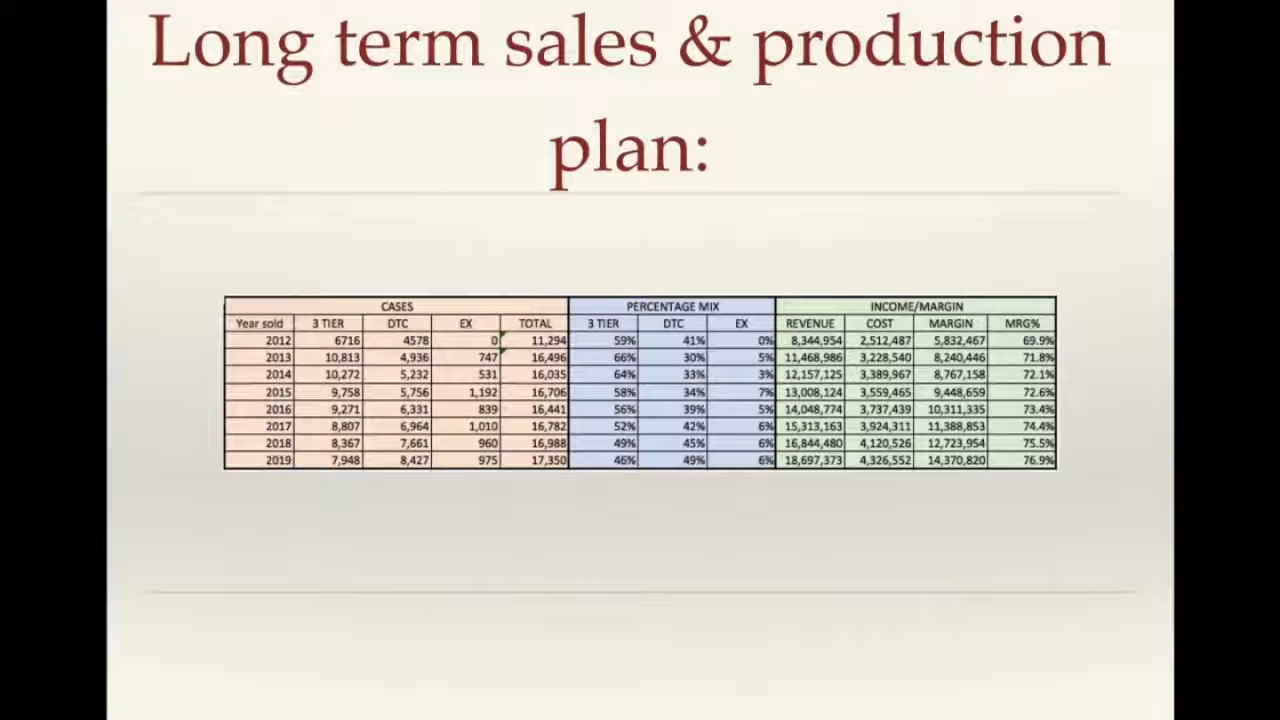 Long term sales & production
plan:
CASES PERCENTAGE MIX INCOME/MARGIN
Year sold 3 TIER DTC EX TOTAL 3 TIER DTC EX REVENUE COST MARGIN MRG%
2012 6716 4578 0 11,294 59% 41% 0% 8,344,954 2,512,487 5,832,467 69.9%
2013 10,813 4,936 747 16,496 66% 30% 5% 11,468,986 3,228,540 8,240,446 71.8%
2014 10,272 5,232 531 16,035 64% 33% 3% 12,157,125 3,389,967 8,767,158 72.1%
2015 9,758 5,756 1,192 16,706 58% 34% 7% 13,008,124 3,559,465 9,448,659 72.6%
2016 9,271 6,331 839 16,441 56% 39% 5% 14,048,774 3,737,439 10,311,335 73.4%
2017 8,807 6,964 1,010 16,782 52% 42% 6% 15,313,163 3,924,311 11,388,853 74.4%
2018 8,367 7,661 960 16,988 49% 45% 6% 16,844,480 4,120,526 12,723,954 75.5%
2019 7,948 8,427 975 17,350 46% 49% 6% 18,697,373 4,326,552 14,370,820 76.9%